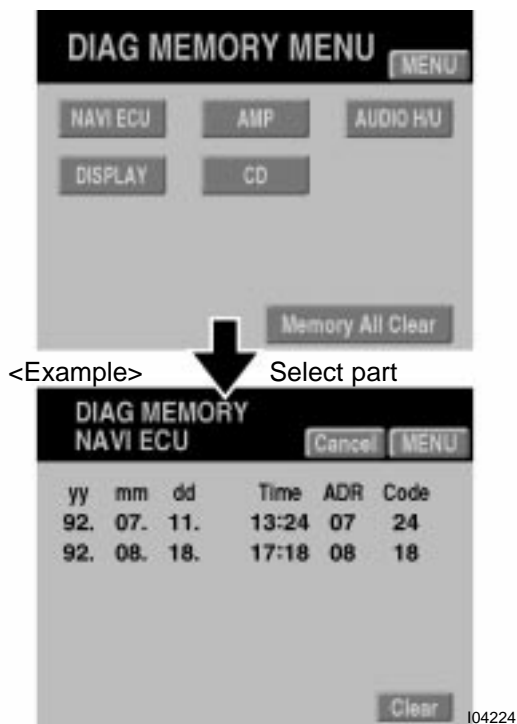 DIAG MEMORY MENU MENU
NAVI ECU AMP AUDIO H/U
DISPLAY CD
Memory All Clear
<Example> Select part
DIAG MEMORY
NAVI ECU Cancel MENU
yy mm dd Time ADR Code
92. 07. 11. 13:24 07 24
92. 08. 18. 17:18 08 18
Clear
I04224